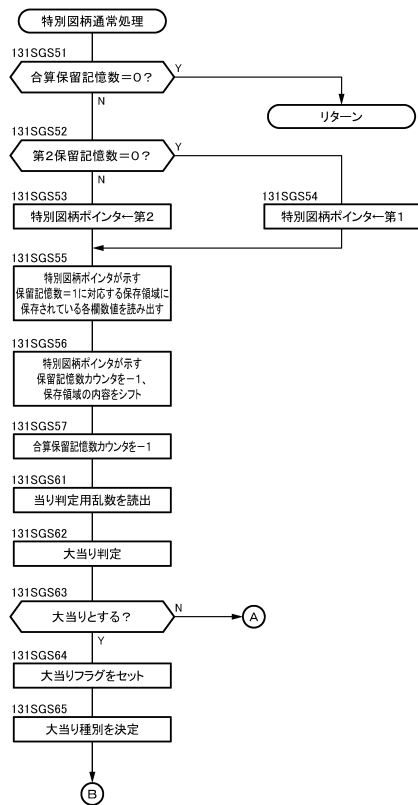 特別図柄通常処理
131SGS51
合算保留記憶数=0?
Y
N
リターン
131SGS52
第2保留記憶数=0?
Y
N
131SGS53
特別図柄ポインタ←第2
131SGS54
特別図柄ポインタ←第1
131SGS55
特別図柄ポインタが示す
保留記憶数=1に対応する保存領域に
保存されている各欄数値を読み出す
131SGS56
特別図柄ポインタが示す
保留記憶数カウンタを-1、
保存領域の内容をシフト
131SGS57
合算保留記憶数カウンタを-1
131SGS61
当り判定用乱数を読出
131SGS62
大当り判定
131SGS63
大当りとする?
N
A
Y
131SGS64
大当りフラグをセット
131SGS65
大当り種別を決定
B